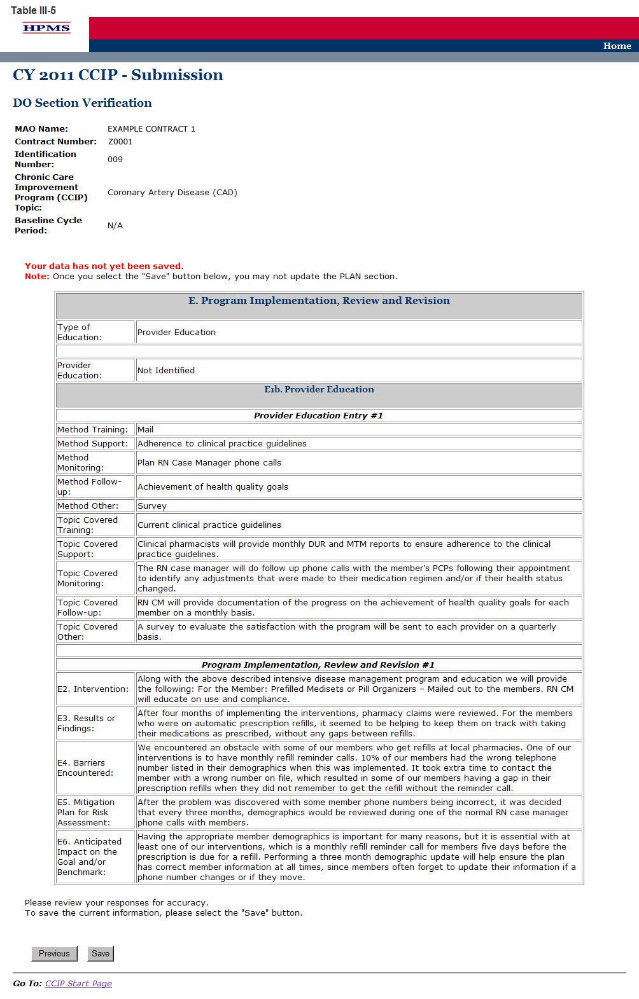 Table III-5
HPMS
Home
CY 2011 CCIP - Submission
DO Section Verification
MAO Name: EXAMPLE CONTRACT 1
Contract Number: Z0001
Identification
Number: 009
Chronic Care
Improvement
Program (CCIP)
Topic: Coronary Artery Disease (CAD)
Baseline Cycle
Period: N/A
Your data has not yet been saved.
Note: Once you select the "Save" button below, you may not update the PLAN section.
E. Program Implementation, Review and Revision
Type of
Education: Provider Education
Provider
Education: Not Identified
E1b. Provider Education
Provider Education Entry #1
Method Training: Mail
Method Support: Adherence to clinical practice guidelines
Method
Monitoring: Plan RN Case Manager phone calls
Method Follow-
up: Achievement of health quality goals
Method Other: Survey
Topic Covered
Training: Current clinical practice guidelines
Topic Covered
Support:
Clinical pharmacists will provide monthly DUR and MTM reports to ensure adherence to the clinical
practice guidelines.
Topic Covered
Monitoring:
The RN case manager will do follow up phone calls with the member’s PCPs following their appointment
to identify any adjustments that were made to their medication regimen and/or if their health status
changed.
Topic Covered
Follow-up:
RN CM will provide documentation of the progress on the achievement of health quality goals for each
member on a monthly basis.
Topic Covered
Other:
A survey to evaluate the satisfaction with the program will be sent to each provider on a quarterly
basis.
Program Implementation, Review and Revision #1
E2. Intervention:
Along with the above described intensive disease management program and education we will provide
the following: For the Member: Prefilled Medisets or Pill Organizers – Mailed out to the members. RN CM
will educate on use and compliance.
E3. Results or
Findings:
After four months of implementing the interventions, pharmacy claims were reviewed. For the members
who were on automatic prescription refills, it seemed to be helping to keep them on track with taking
their medications as prescribed, without any gaps between refills.
E4. Barriers
Encountered:
We encountered an obstacle with some of our members who get refills at local pharmacies. One of our
interventions is to have monthly refill reminder calls. 10% of our members had the wrong telephone
number listed in their demographics when this was implemented. It took extra time to contact the
member with a wrong number on file, which resulted in some of our members having a gap in their
prescription refills when they did not remember to get the refill without the reminder call.
E5. Mitigation
Plan for Risk
Assessment:
After the problem was discovered with some member phone numbers being incorrect, it was decided
that every three months, demographics would be reviewed during one of the normal RN case manager
phone calls with members.
E6. Anticipated
Impact on the
Goal and/or
Benchmark:
Having the appropriate member demographics is important for many reasons, but it is essential with at
least one of our interventions, which is a monthly refill reminder call for members five days before the
prescription is due for a refill. Performing a three month demographic update will help ensure the plan
has correct member information at all times, since members often forget to update their information if a
phone number changes or if they move.
Please review your responses for accuracy.
To save the current information, please select the "Save" button.
Previous Save
Go To: CCIP Start Page